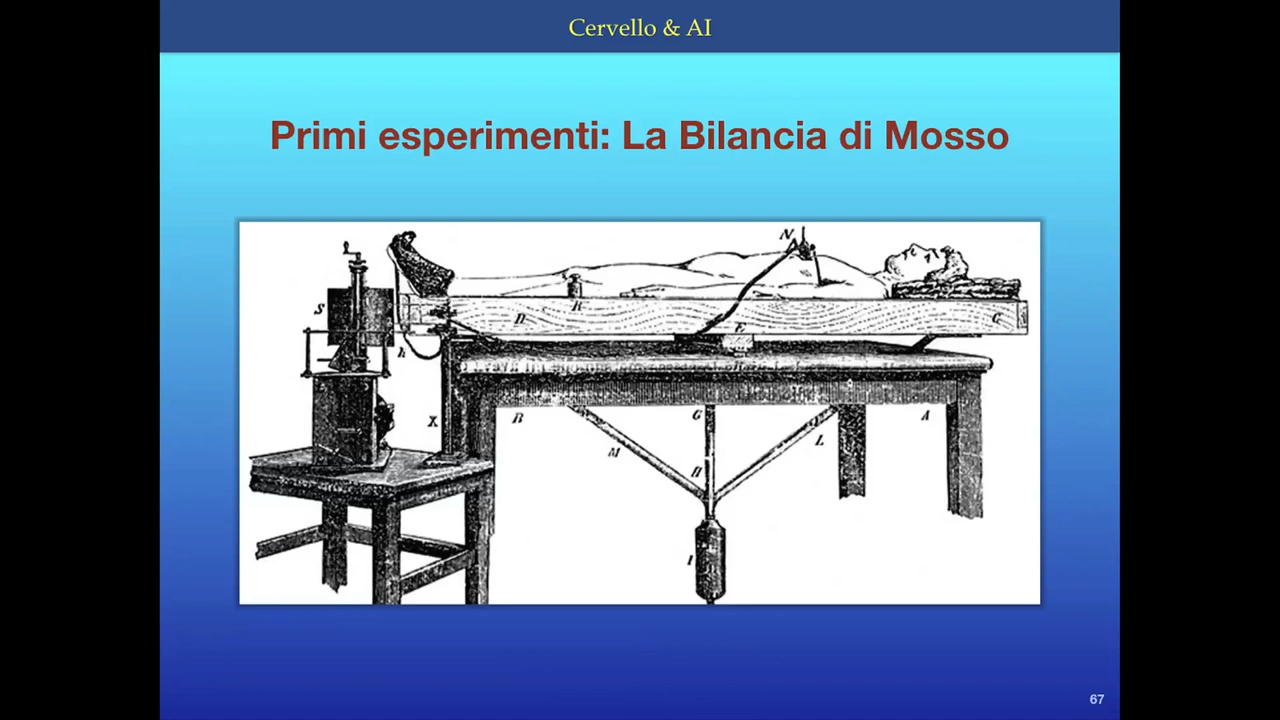 Cervello & AI
Primi esperimenti: La Bilancia di Mosso
N
S
R
D
E
C
h
X
B
G
A
M
L
H
I
67